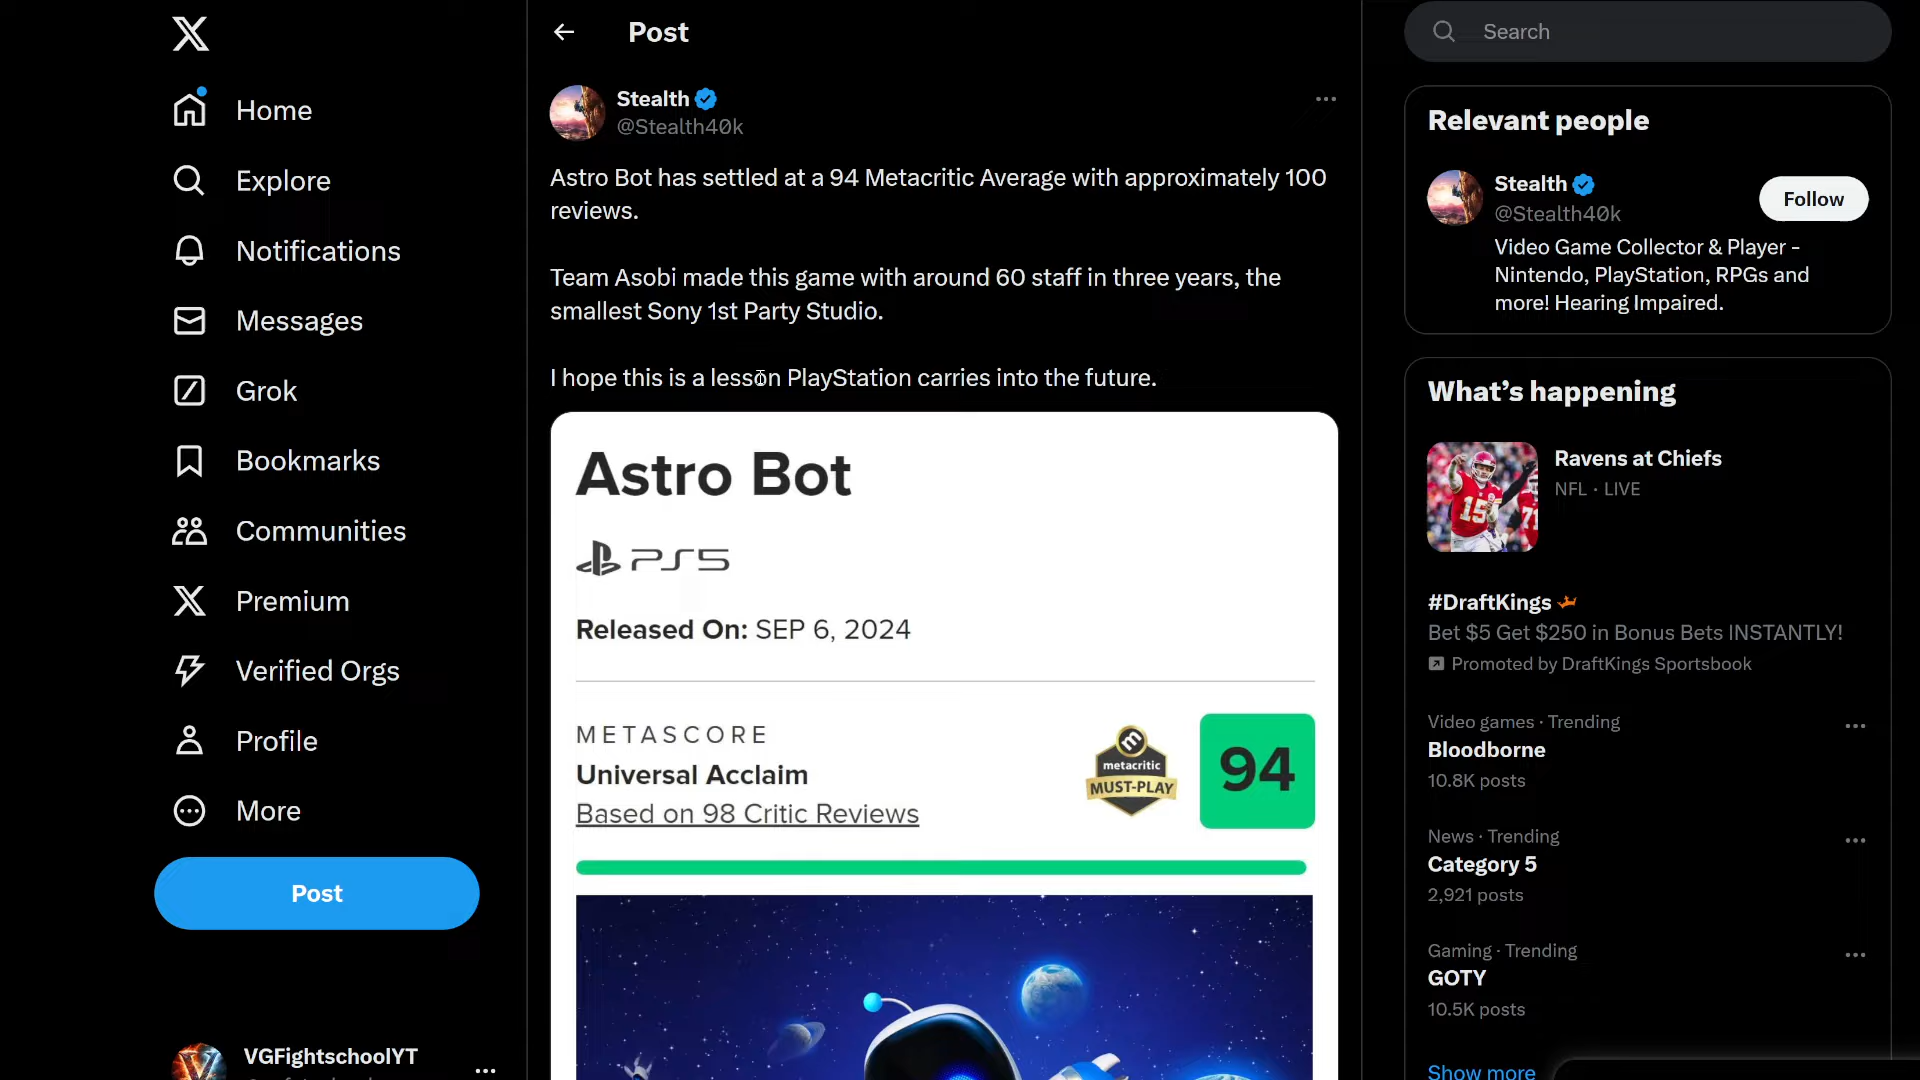 Home
Explore
Notifications
Messages
Grok
Bookmarks
Communities
Premium
Verified Orgs
Profile
More
Post
VGFightschoolYT
Post
Stealth
@Stealth40k
Astro Bot has settled at a 94 Metacritic Average with approximately 100
reviews.
Team Asobi made this game with around 60 staff in three years, the
smallest Sony 1st Party Studio.
I hope this is a lesson PlayStation carries into the future.
Astro Bot
PS5
Released On: SEP 6, 2024
METASCORE
Universal Acclaim
Based on 98 Critic Reviews
metacritic
MUST-PLAY
94
Search
Relevant people
Stealth
@Stealth40k
Follow
Video Game Collector & Player -
Nintendo, PlayStation, RPGs and
more! Hearing Impaired.
What’s happening
15
71
Ravens at Chiefs
NFL · LIVE
#DraftKings
Bet $5 Get $250 in Bonus Bets INSTANTLY!
Promoted by DraftKings Sportsbook
Video games · Trending
Bloodborne
10.8K posts
News · Trending
Category 5
2,921 posts
Gaming · Trending
GOTY
10.5K posts
Show more